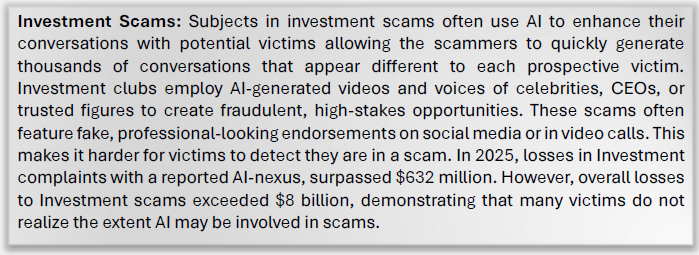 Investment Scams: Subjects in investment scams often use AI to enhance their
conversations with potential victims allowing the scammers to quickly generate
thousands of conversations that appear different to each prospective victim.
Investment clubs employ AI-generated videos and voices of celebrities, CEOs, or
trusted figures to create fraudulent, high-stakes opportunities. These scams often
feature fake, professional-looking endorsements on social media or in video calls. This
makes it harder for victims to detect they are in a scam. In 2025, losses in Investment
complaints with a reported AI-nexus, surpassed $632 million. However, overall losses
to Investment scams exceeded $8 billion, demonstrating that many victims do not
realize the extent AI may be involved in scams.